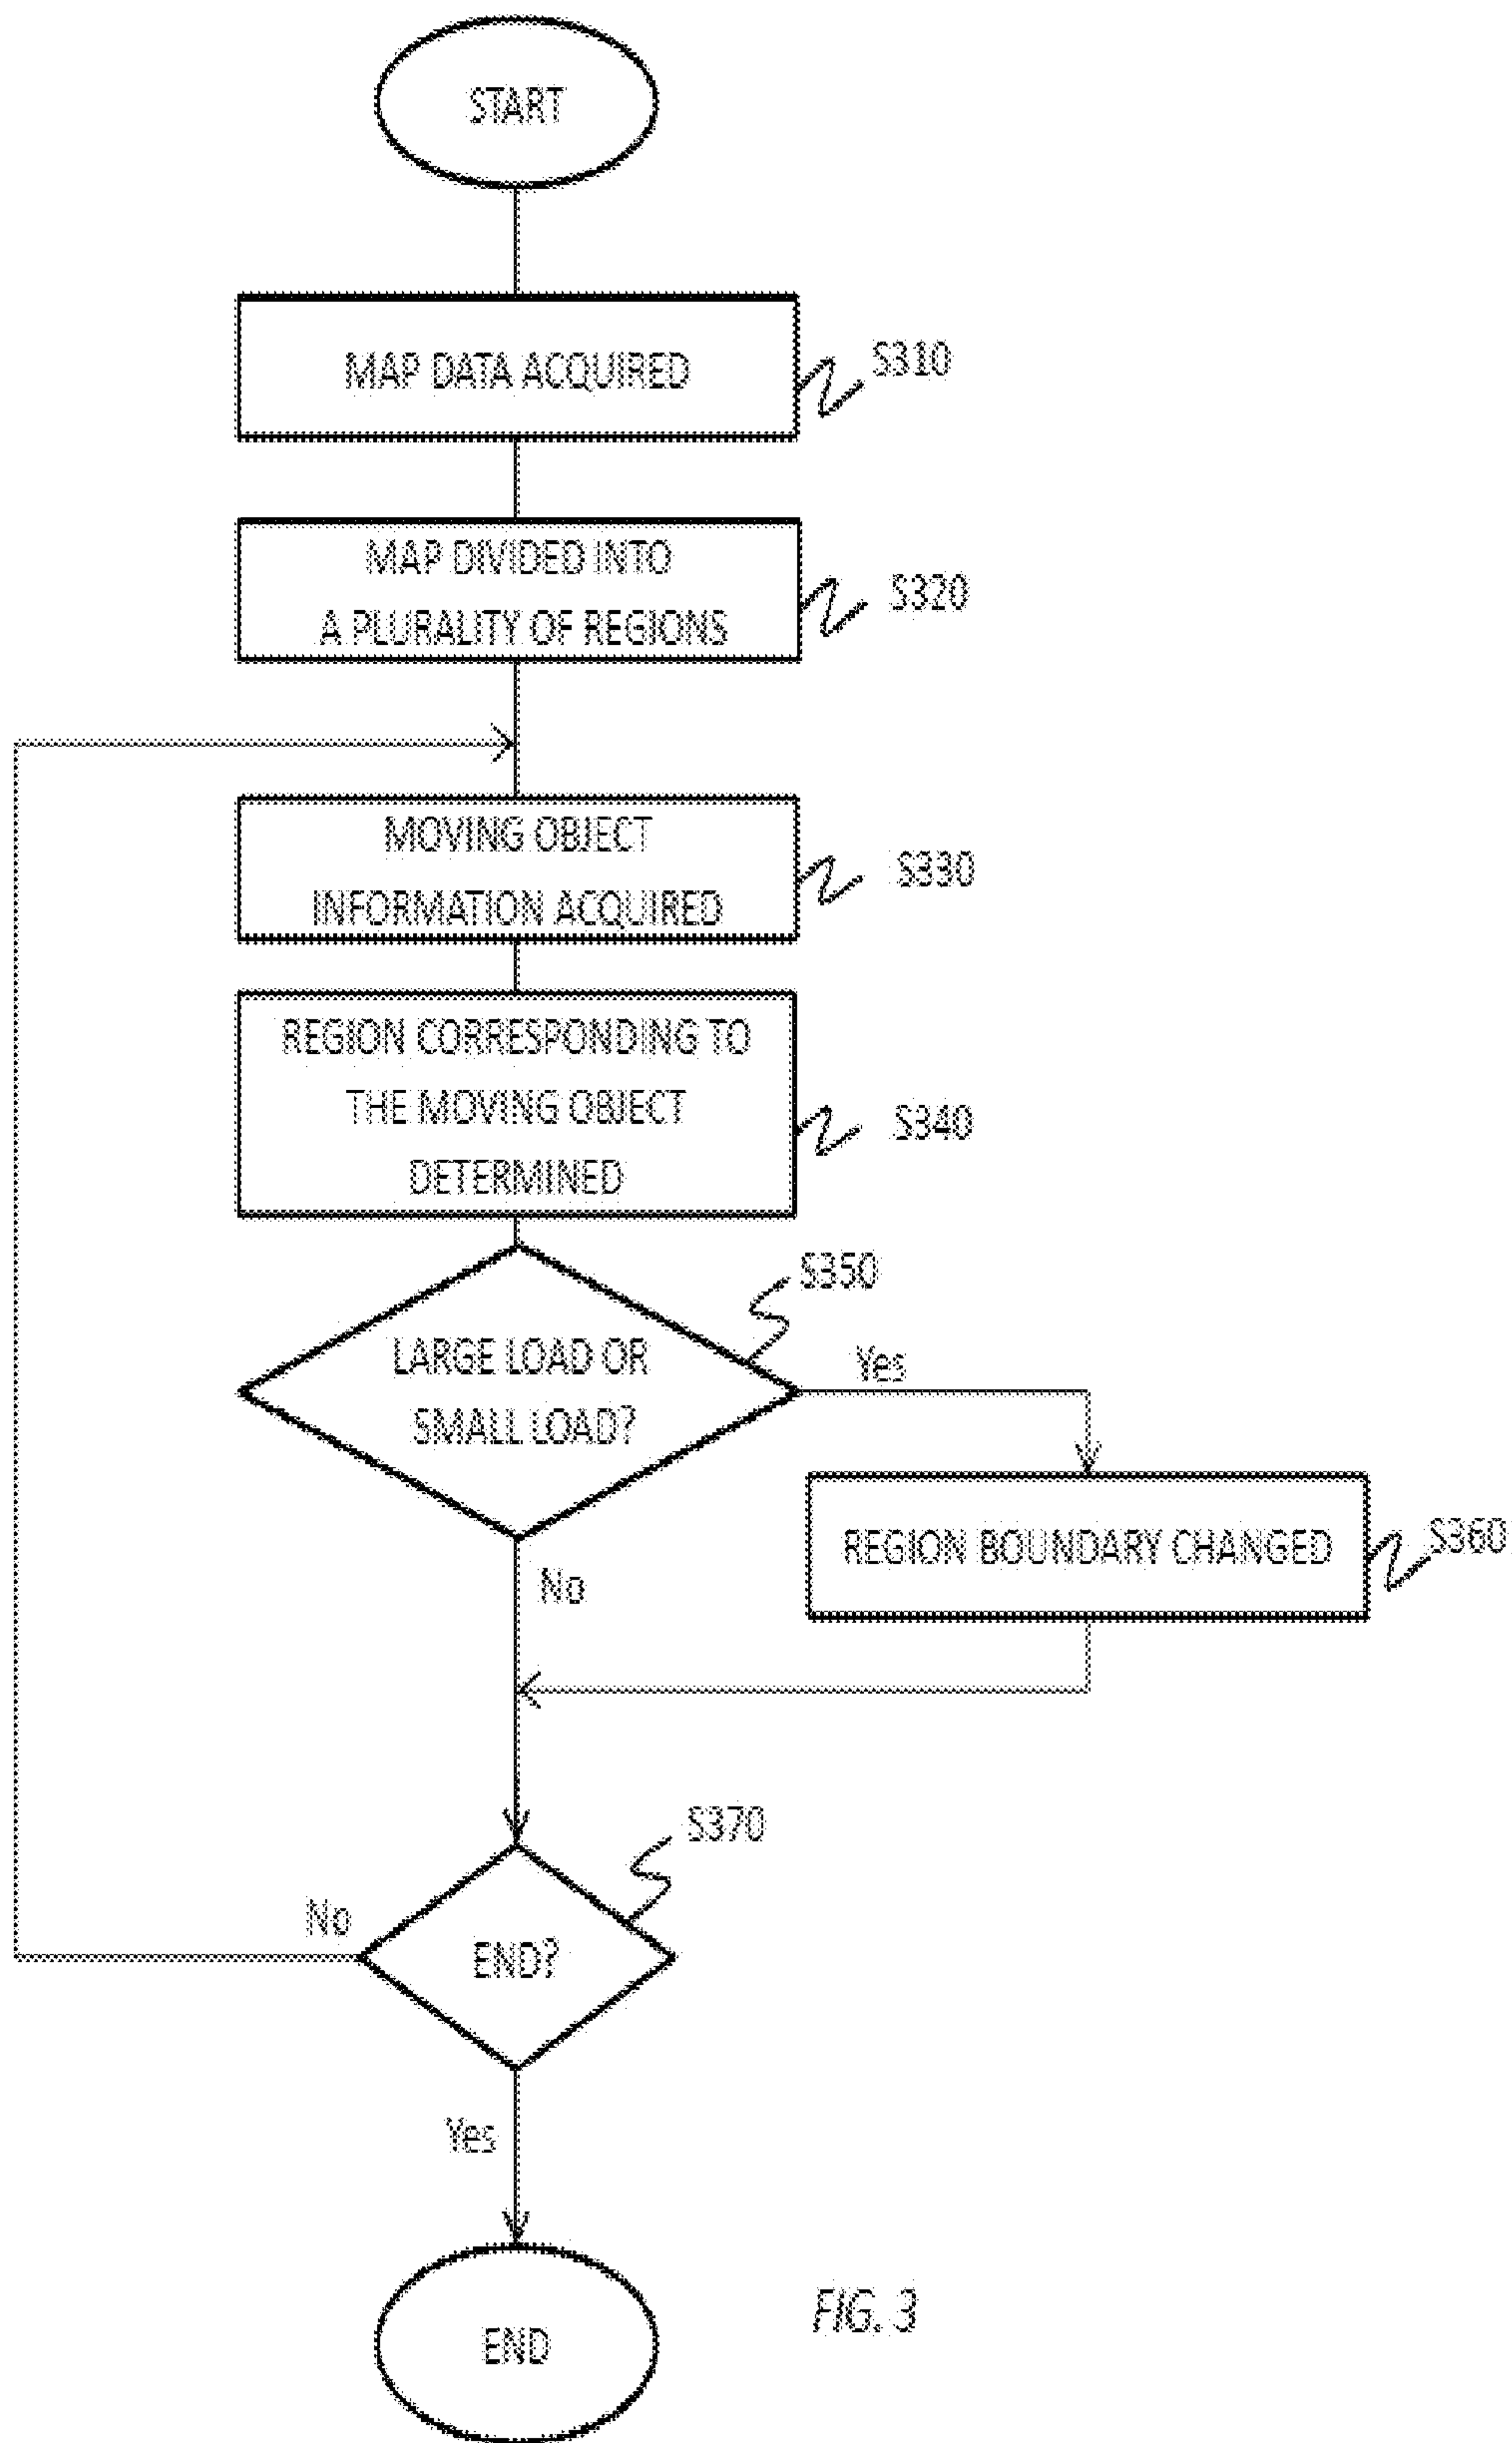 START
MAP DATA ACQUIRED
S310
MAP DIVIDED INTO
A PLURALITY OF REGIONS
S320
MOVING OBJECT
INFORMATION ACQUIRED
S330
REGION CORRESPONDING TO
THE MOVING OBJECT
DETERMINED
S340
S350
LARGE LOAD OR
SMALL LOAD?
Yes
REGION BOUNDARY CHANGED
S360
No
S370
No
END?
Yes
END
FIG. 3